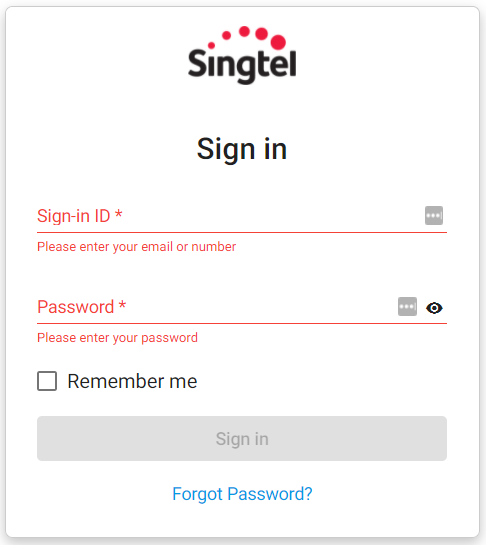 Singtel
Sign in
Sign-in ID *
Please enter your email or number
Password *
Please enter your password
Remember me
Sign in
Forgot Password?